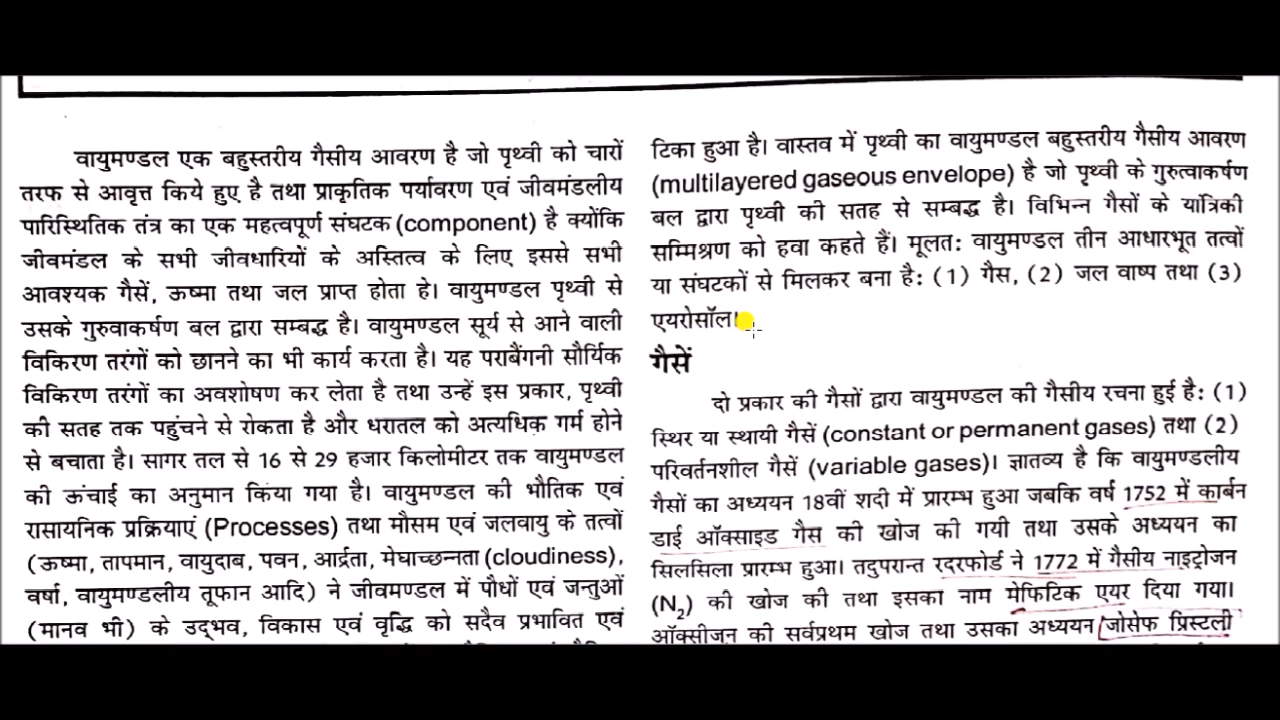 वायुमण्डल एक बहुस्तरीय गैसीय आवरण है जो पृथ्वी को चारों
तरफ से आवृत्त किये हुए है तथा प्राकृतिक पर्यावरण एवं जीवमंडलीय
पारिस्थितिक तंत्र का एक महत्वपूर्ण संघटक (component) है क्योंकि
जीवमंडल के सभी जीवधारियों के अस्तित्व के लिए इससे सभी
आवश्यक गैसें, ऊष्मा तथा जल प्राप्त होता हे। वायुमण्डल पृथ्वी से
उसके गुरुवाकर्षण बल द्वारा सम्बद्ध है। वायुमण्डल सूर्य से आने वाली
विकिरण तरंगों को छानने का भी कार्य करता है। यह पराबैंगनी सौर्यिक
विकिरण तरंगों का अवशोषण कर लेता है तथा उन्हें इस प्रकार, पृथ्वी
की सतह तक पहुंचने से रोकता है और धरातल को अत्यधिक गर्म होने
से बचाता है। सागर तल से 16 से 29 हजार किलोमीटर तक वायुमण्डल
की ऊंचाई का अनुमान किया गया है। वायुमण्डल की भौतिक एवं
रासायनिक प्रक्रियाएं (Processes) तथा मौसम एवं जलवायु के तत्वों
(ऊष्मा, तापमान, वायुदाब, पवन, आर्द्रता, मेघाच्छन्नता (cloudiness),
वर्षा, वायुमण्डलीय तूफान आदि) ने जीवमण्डल में पौधों एवं जन्तुओं
(मानव भी) के उद्भव, विकास एवं वृद्धि को सदैव प्रभावित एवं
टिका हुआ है। वास्तव में पृथ्वी का वायुमण्डल बहुस्तरीय गैसीय आवरण
(multilayered gaseous envelope) है जो पृथ्वी के गुरुत्वाकर्षण
बल द्वारा पृथ्वी की सतह से सम्बद्ध है। विभिन्न गैसों के यांत्रिकी
सम्मिश्रण को हवा कहते हैं। मूलतः वायुमण्डल तीन आधारभूत तत्वों
या संघटकों से मिलकर बना है: (1) गैस, (2) जल वाष्प तथा (3)
एयरोसॉल।
गैसें
दो प्रकार की गैसों द्वारा वायुमण्डल की गैसीय रचना हुई है: (1)
स्थिर या स्थायी गैसें (constant or permanent gases) तथा (2)
परिवर्तनशील गैसें (variable gases)। ज्ञातव्य है कि वायुमण्डलीय
गैसों का अध्ययन 18वीं शदी में प्रारम्भ हुआ जबकि वर्ष 1752 में कार्बन
डाई ऑक्साइड गैस की खोज की गयी तथा उसके अध्ययन का
सिलसिला प्रारम्भ हुआ। तदुपरान्त रदरफोर्ड ने 1772 में गैसीय नाइट्रोजन
(N₂) की खोज की तथा इसका नाम मेफिटिक एयर दिया गया।
ऑक्सीजन की सर्वप्रथम खोज तथा उसका अध्ययन जोसेफ प्रिस्टली